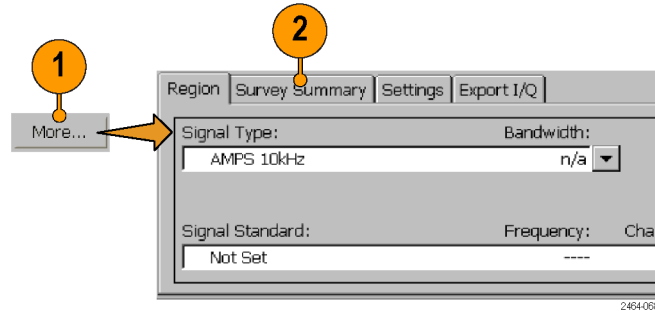 2
1
Region Survey Summary Settings Export I/Q
More...
Signal Type: Bandwidth:
AMPS 10kHz n/a
Signal Standard: Frequency: Cha
Not Set ----
2464-068